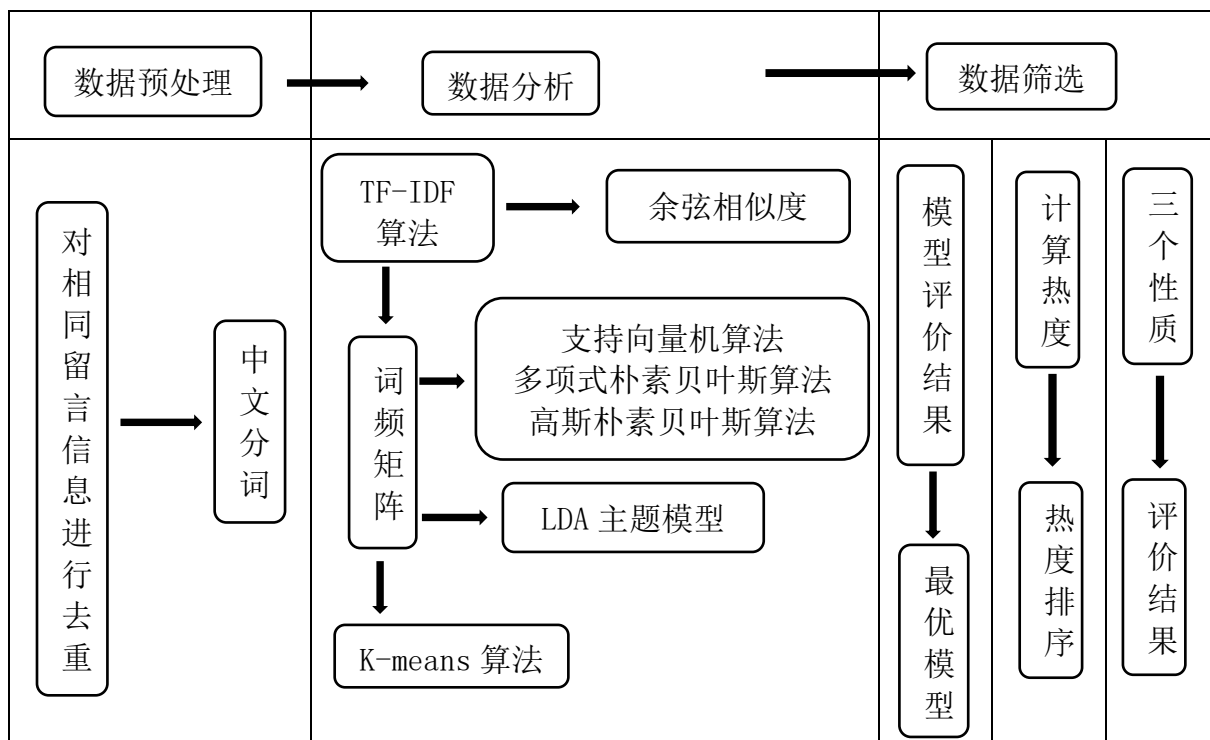 数据预处理
数据分析
数据筛选
对相同留言信息进行去重
中文分词
TF-IDF
算法
余弦相似度
词频矩阵
支持向量机算法
多项式朴素贝叶斯算法
高斯朴素贝叶斯算法
LDA 主题模型
K-means 算法
模型评价结果
最优模型
计算热度
热度排序
三个性质
评价结果